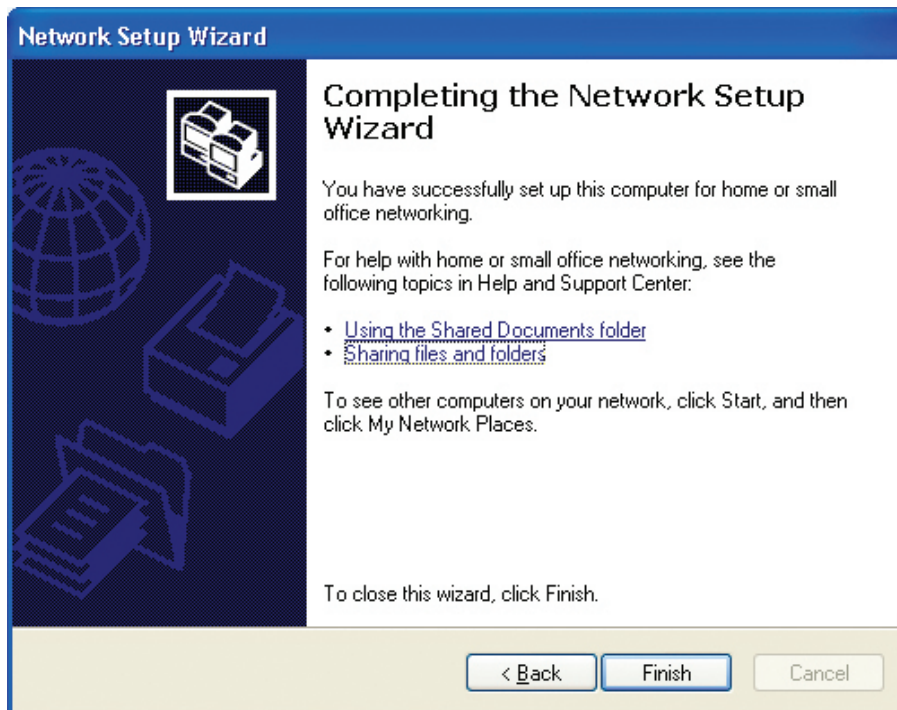 Network Setup Wizard
Completing the Network Setup
Wizard
You have successfully set up this computer for home or small
office networking.
For help with home or small office networking, see the
following topics in Help and Support Center:
• Using the Shared Documents folder
• Sharing files and folders
To see other computers on your network, click Start, and then
click My Network Places.
To close this wizard, click Finish.
< Back Finish Cancel